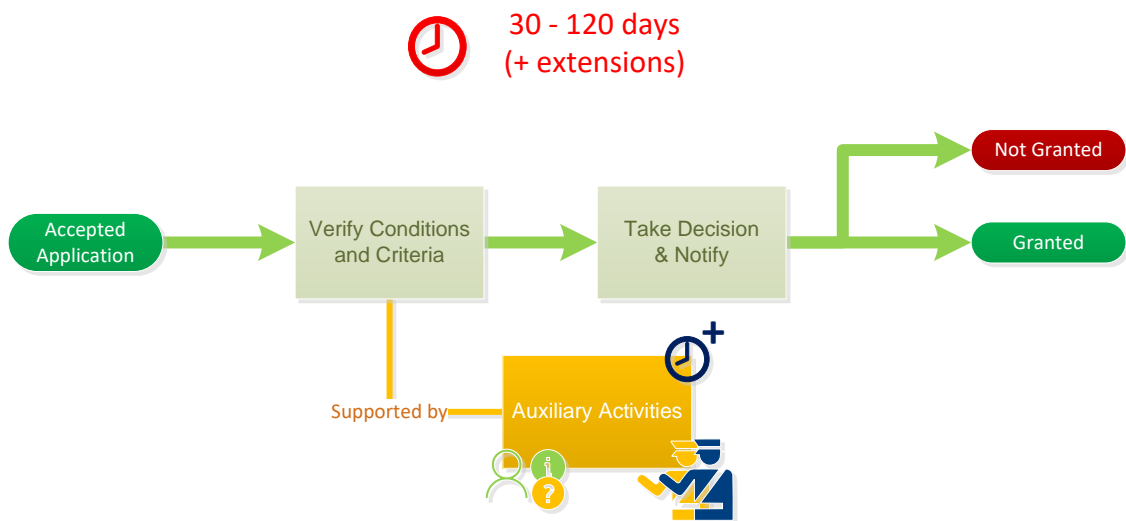 30 - 120 days
(+ extensions)
Not Granted
Accepted
Application
Verify Conditions
and Criteria
Take Decision
& Notify
Granted
Supported by
Auxiliary Activities
i
?